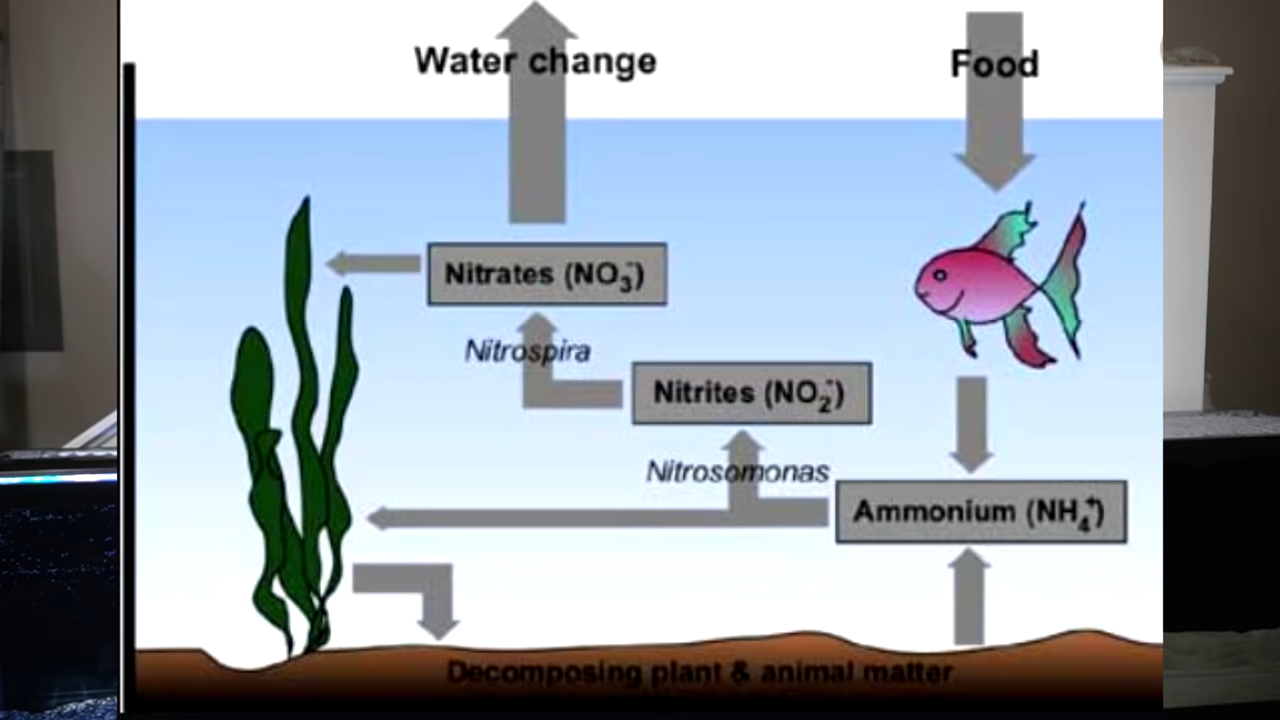 Water change
Food
Nitrates (NO₃⁻)
Nitrospira
Nitrites (NO₂⁻)
Nitrosomonas
Ammonium (NH₄⁺)
Decomposing plant & animal matter